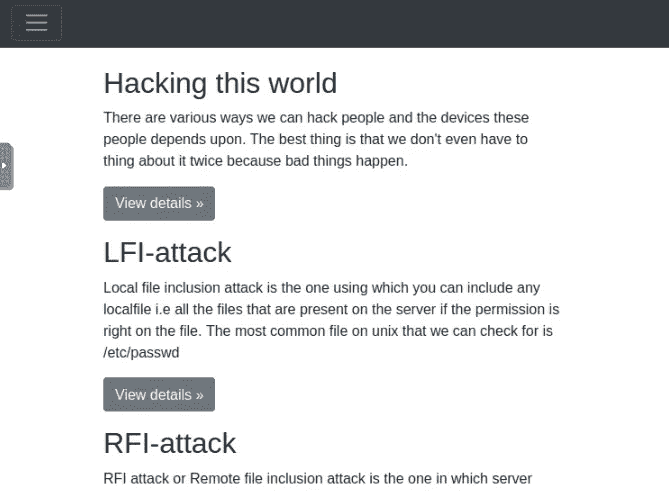 Hacking this world
There are various ways we can hack people and the devices these
people depends upon. The best thing is that we don't even have to
thing about it twice because bad things happen.
View details »
LFI-attack
Local file inclusion attack is the one using which you can include any
localfile i.e all the files that are present on the server if the permission is
right on the file. The most common file on unix that we can check for is
/etc/passwd
View details »
RFI-attack
RFI attack or Remote file inclusion attack is the one in which server